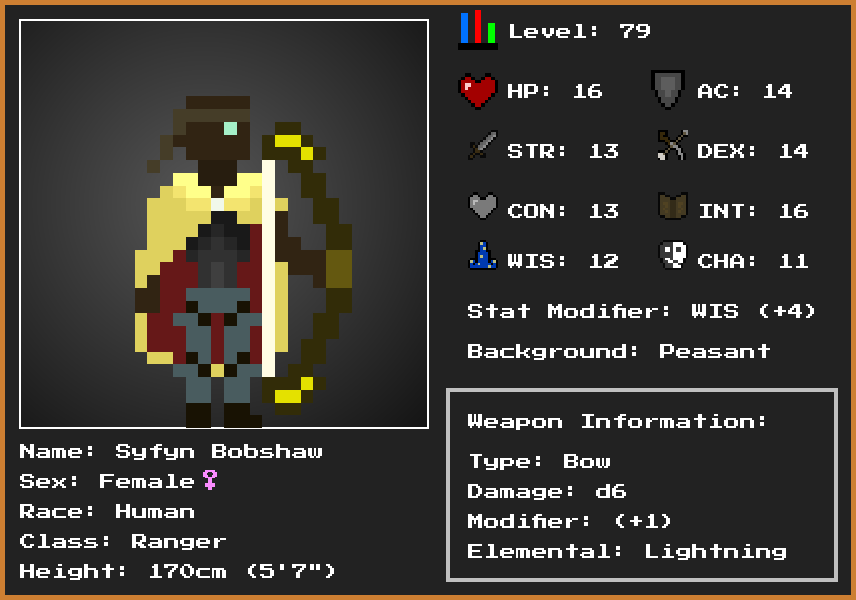 Level: 79
HP: 16 AC: 14
STR: 13 DEX: 14
CON: 13 INT: 16
WIS: 12 CHA: 11
Stat Modifier: WIS (+4)
Background: Peasant
Weapon Information:
Type: Bow
Damage: d6
Modifier: (+1)
Elemental: Lightning
Name: Syfyn Bobshaw
Sex: Female♀
Race: Human
Class: Ranger
Height: 170cm (5'7")